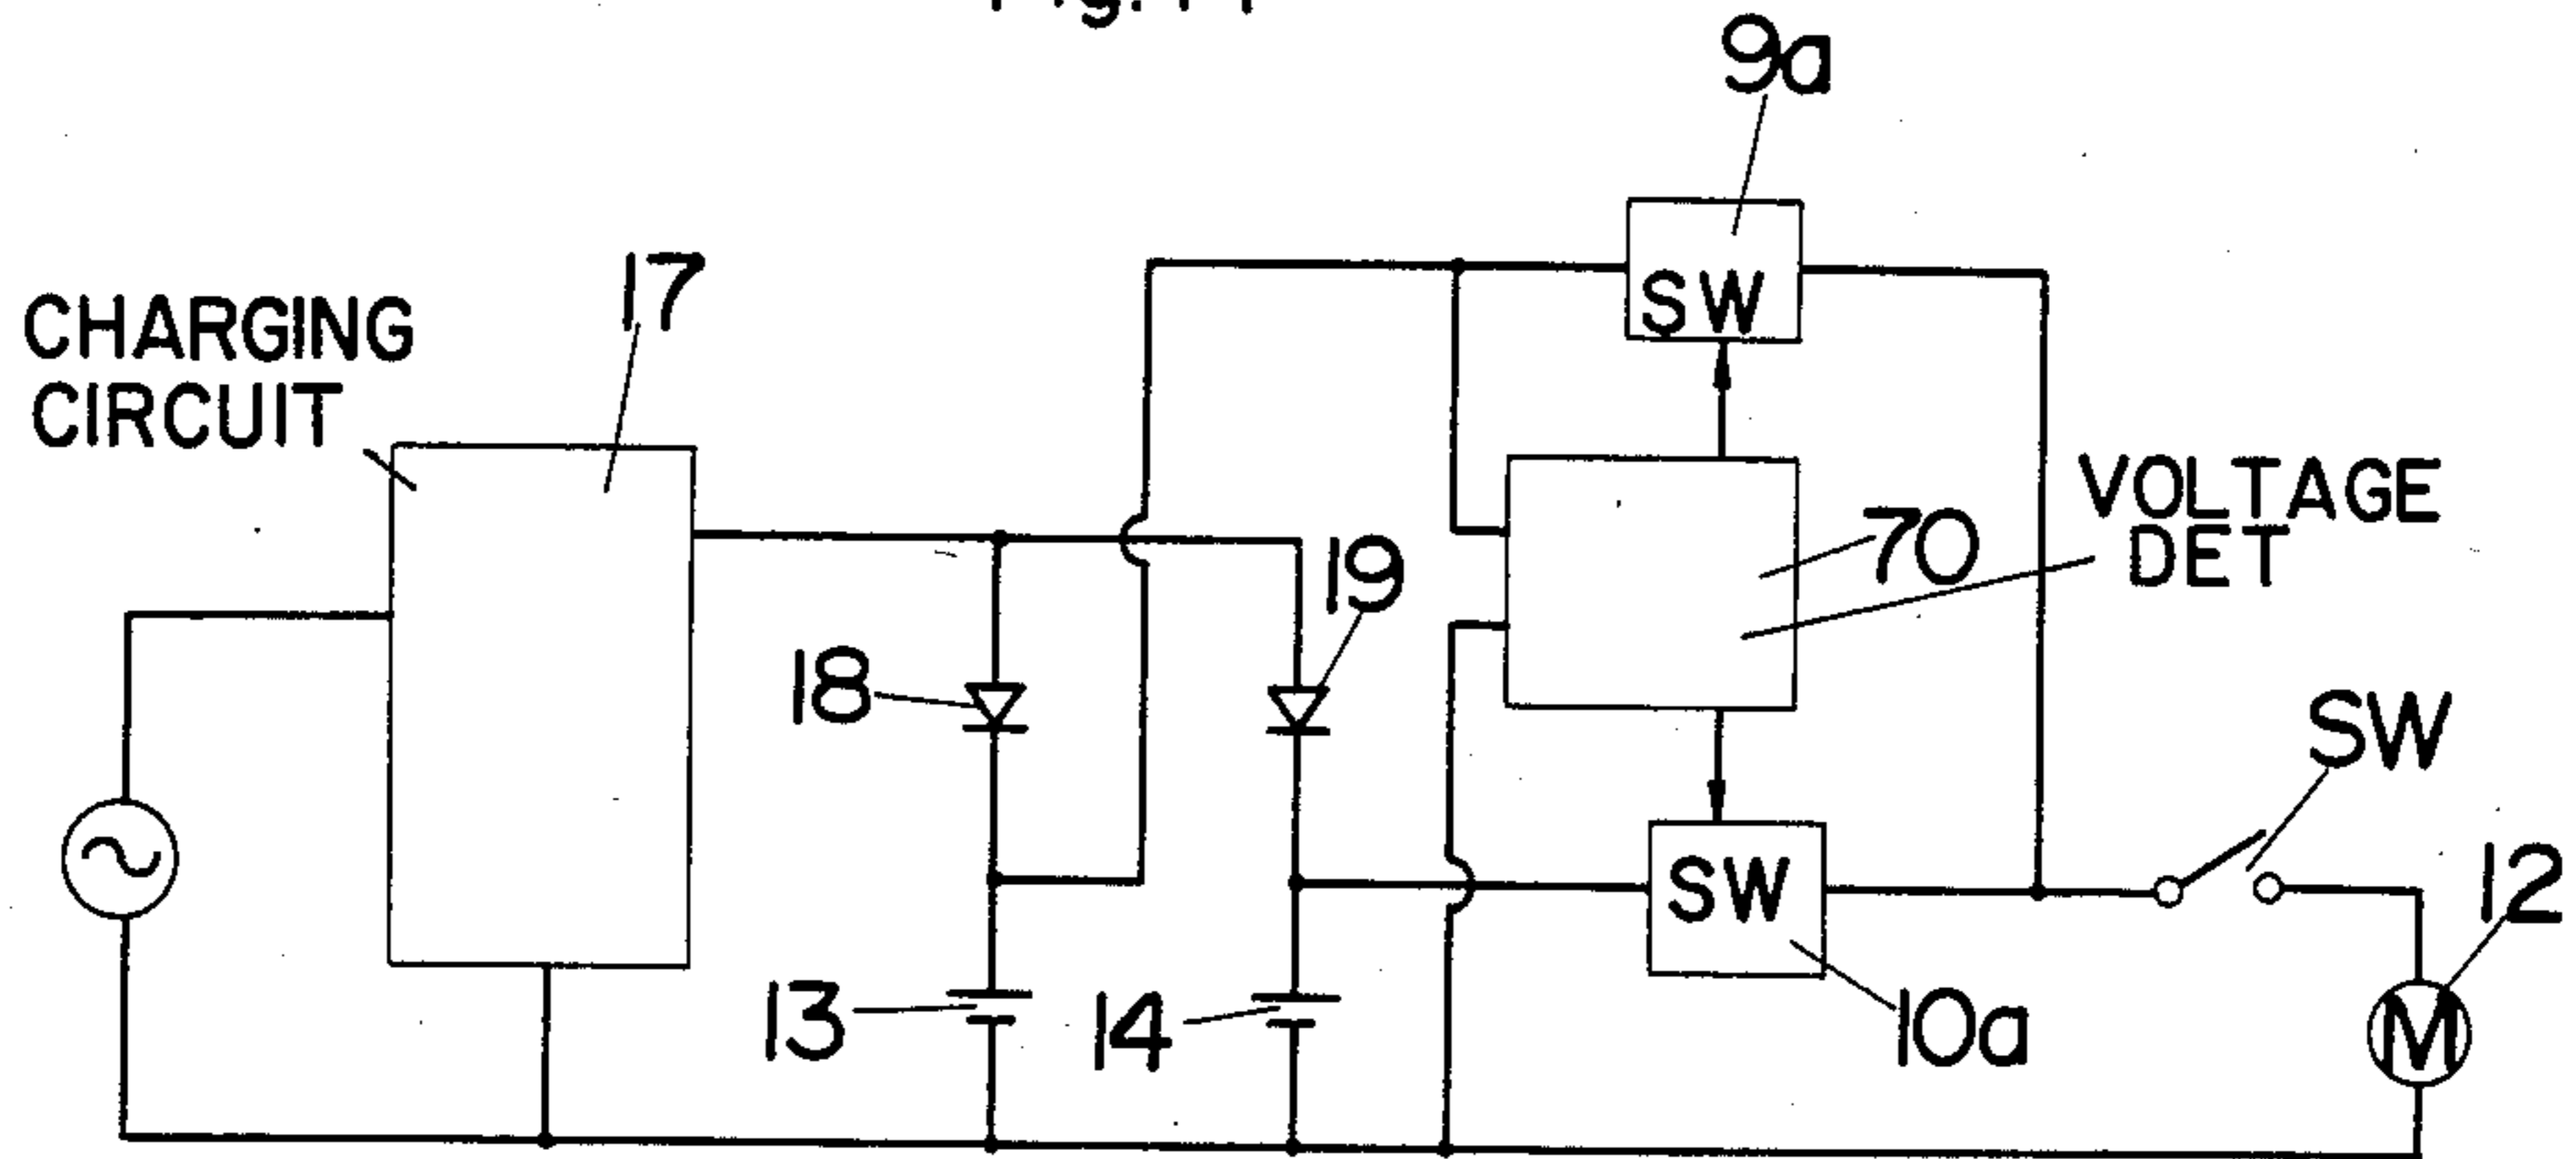 9a
CHARGING
CIRCUIT
17
SW
VOLTAGE
DET
70
19
18
SW
SW
12
13
14
10a
M